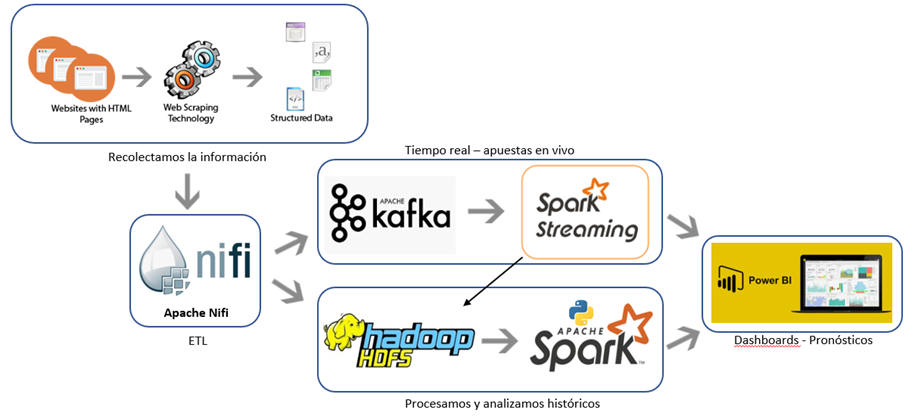 Websites with HTML
Pages
Web Scraping
Technology
,a,
Structured Data
Recolectamos la información
Tiempo real – apuestas en vivo
APACHE
kafka
Spark
Streaming
nifi
Apache Nifi
ETL
Power BI
Dashboards - Pronósticos
hadoop
HDFS
APACHE
Spark™
Procesamos y analizamos históricos